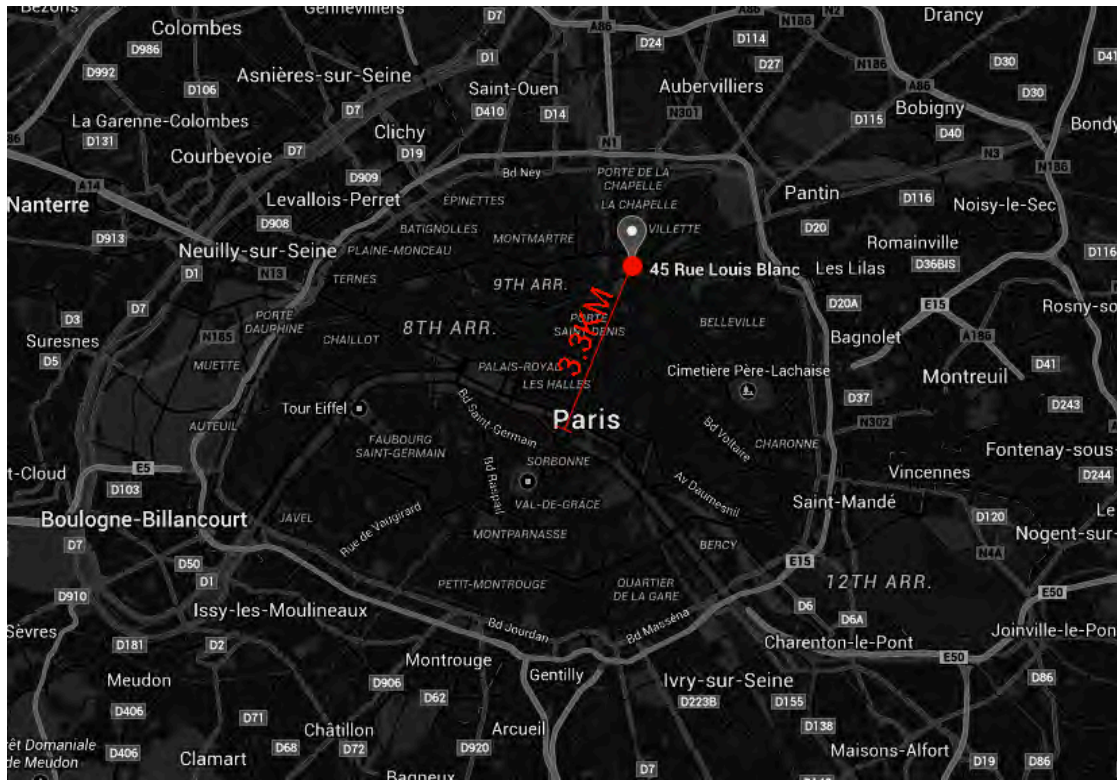 Bezons
Gennevilliers
D7
A86
N186
N2
Drancy
Colombes
D986
D24
D114
D1
D27
N186
D30
D41
D992
Asnières-sur-Seine
Saint-Ouen
Aubervilliers
A86
D106
D7
D410
D14
N301
Bobigny
D30
La Garenne-Colombes
Clichy
D115
D131
D40
Bondy
86
Courbevoie
D7
D19
N1
N3
N186
A14
D909
Bd Ney
PORTE DE LA
CHAPELLE
Pantin
Nanterre
Levallois-Perret
ÉPINETTES
LA CHAPELLE
D116
Noisy-le-Sec
D908
BATIGNOLLES
MONTMARTRE
VILLETTE
D20
D913
Neuilly-sur-Seine
PLAINE-MONCEAU
Romainville
D116
D1
N13
TERNES
9TH ARR.
45 Rue Louis Blanc
Les Lilas
D36BIS
D7
D20A
E15
Rosny-so
D3
PORTE
DAUPHINE
8TH ARR.
3.3KM
PORTE
SAINT-DENIS
BELLEVILLE
Suresnes
N185
CHAILLOT
Bagnolet
A186
D5
MUETTE
PALAIS-ROYAL
LES HALLES
Cimetière Père-Lachaise
Montreuil
D41
Tour Eiffel
Bd Saint-Germain
Paris
D37
D243
AUTEUIL
FAUBOURG
SAINT-GERMAIN
Bd Voltaire
CHARONNE
N302
Fontenay-sous-
t-Cloud
E5
SORBONNE
Vincennes
D244
D103
Bd Raspail
Av Daumesnil
VAL-DE-GRÂCE
Saint-Mandé
Boulogne-Billancourt
JAVEL
Rue de Vaugirard
MONTPARNASSE
D120
Le
Nogent-sur-
D7
BERCY
N4A
D50
E15
D1
PETIT-MONTROUGE
QUARTIER
DE LA GARE
12TH ARR.
D910
E50
Issy-les-Moulineaux
D6
D6A
Sèvres
Bd Jourdan
Bd Masséna
Joinville-le-Pon
D181
D2
Charenton-le-Pont
E50
Montrouge
Gentilly
Ivry-sur-Seine
D86
Meudon
D906
D62
D223B
D155
D406
D71
Châtillon
Arcueil
D138
êt Domaniale
de Meudon
D406
Clamart
D68
D72
D920
Maisons-Alfort
D19
D86
Bagneux
D7